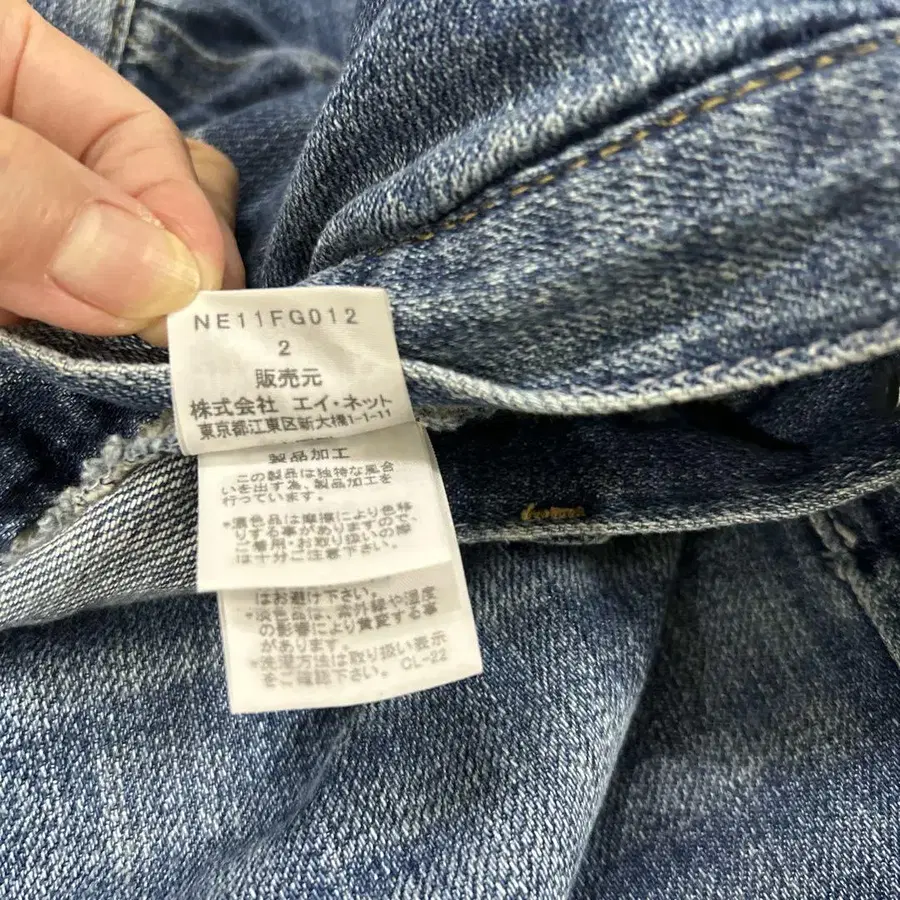 NE11FG012
2
販売元
株式会社 エイ・ネット
東京都江東区新大橋1-1-11
製品加工
この製品は独特な風合
いを出す為、製品加工を
行っています。
*濃色品は摩擦により色移
りする事がありますので、
ご着用・お取り扱いの際
は十分ご注意下さい。
はお避け下さい。
*淡色品は、紫外線や湿度
の影響により黄変する事
があります。
*洗濯方法は取り扱い表示
をご確認下さい。 CL-22